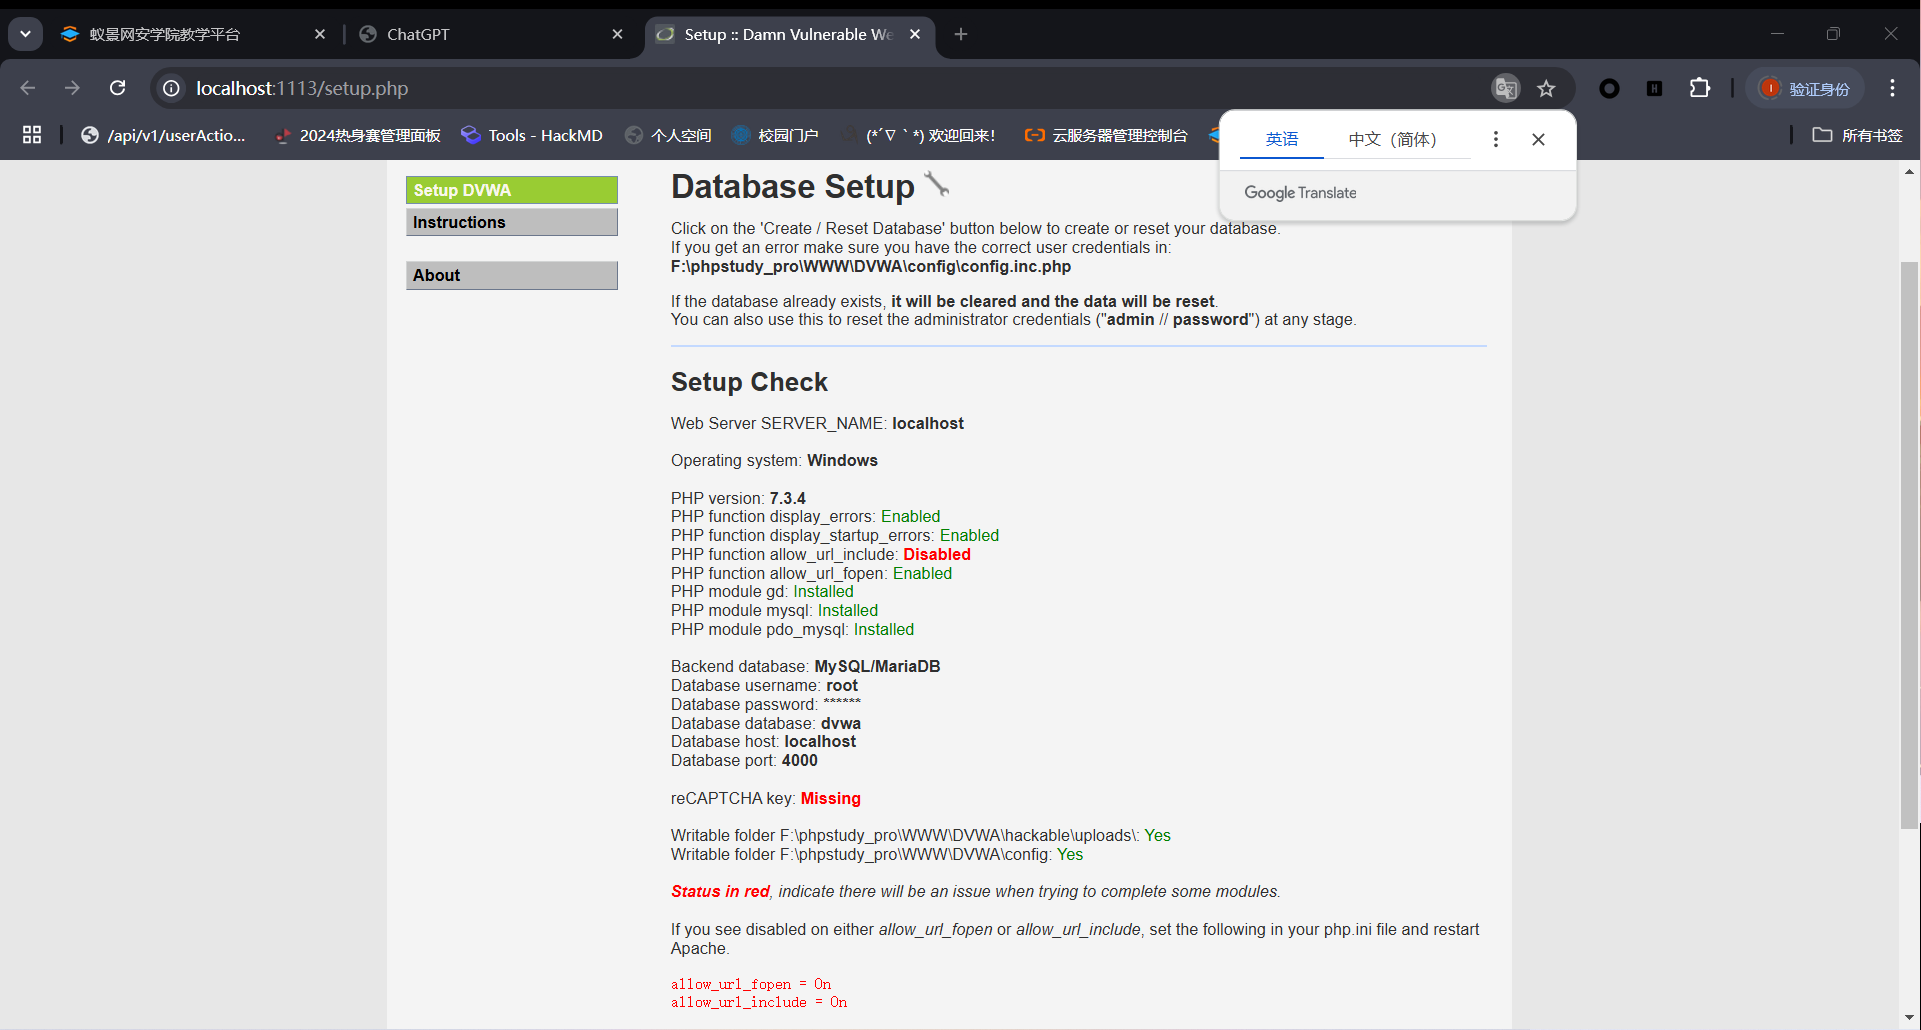 蚁景网安学院教学平台
ChatGPT
Setup :: Damn Vulnerable We
localhost:1113/setup.php
验证身份
/api/v1/userActio...
2024热身赛管理面板
Tools - HackMD
个人空间
校园门户
(*´∇｀*) 欢迎回来！
云服务器管理控制台
所有书签
英语
中文（简体）
Google Translate
Setup DVWA
Instructions
About
Database Setup
Click on the 'Create / Reset Database' button below to create or reset your database.
If you get an error make sure you have the correct user credentials in:
F:\phpstudy_pro\WWW\DVWA\config\config.inc.php
If the database already exists, it will be cleared and the data will be reset.
You can also use this to reset the administrator credentials ("admin // password") at any stage.
Setup Check
Web Server SERVER_NAME: localhost
Operating system: Windows
PHP version: 7.3.4
PHP function display_errors: Enabled
PHP function display_startup_errors: Enabled
PHP function allow_url_include: Disabled
PHP function allow_url_fopen: Enabled
PHP module gd: Installed
PHP module mysql: Installed
PHP module pdo_mysql: Installed
Backend database: MySQL/MariaDB
Database username: root
Database password: ******
Database database: dvwa
Database host: localhost
Database port: 4000
reCAPTCHA key: Missing
Writable folder F:\phpstudy_pro\WWW\DVWA\hackable\uploads\: Yes
Writable folder F:\phpstudy_pro\WWW\DVWA\config: Yes
Status in red, indicate there will be an issue when trying to complete some modules.
If you see disabled on either allow_url_fopen or allow_url_include, set the following in your php.ini file and restart
Apache.
allow_url_fopen = On
allow_url_include = On